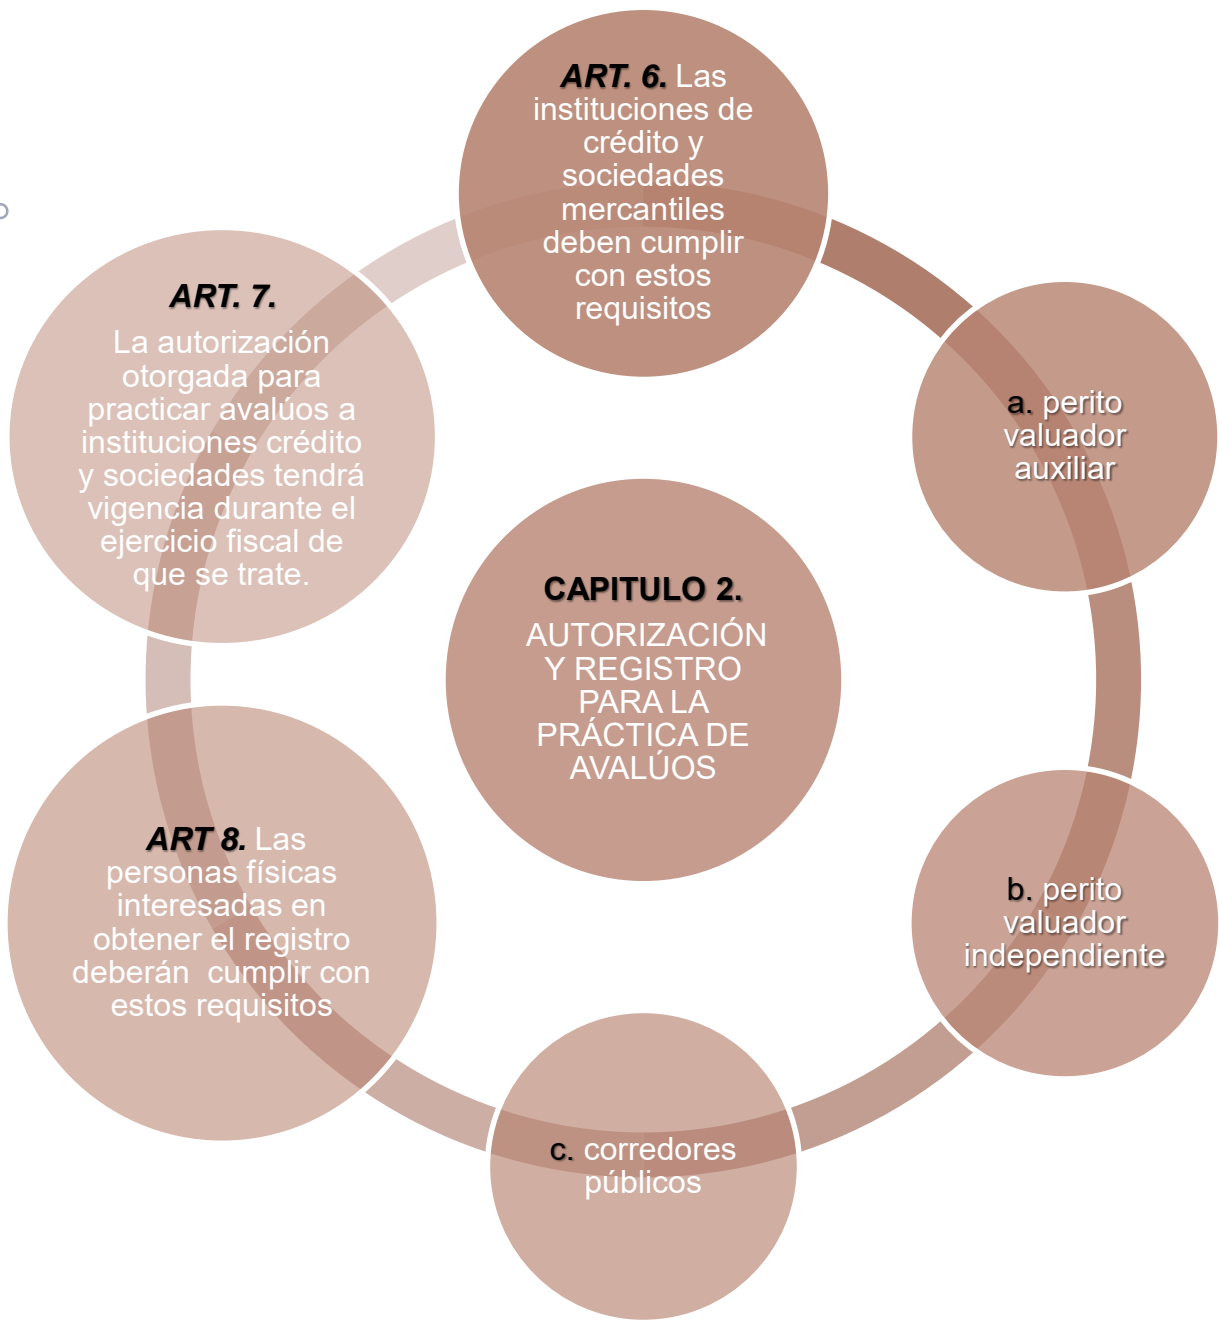 ART. 6. Las
instituciones de
crédito y
sociedades
mercantiles
deben cumplir
con estos
requisitos
a. perito
valuador
auxiliar
b. perito
valuador
independiente
c. corredores
públicos
ART 8. Las
personas físicas
interesadas en
obtener el registro
deberán  cumplir con
estos requisitos
ART. 7.
La autorización
otorgada para
practicar avalúos a
instituciones crédito
y sociedades tendrá
vigencia durante el
ejercicio fiscal de
que se trate.
CAPITULO 2.
AUTORIZACIÓN
Y REGISTRO
PARA LA
PRÁCTICA DE
AVALÚOS